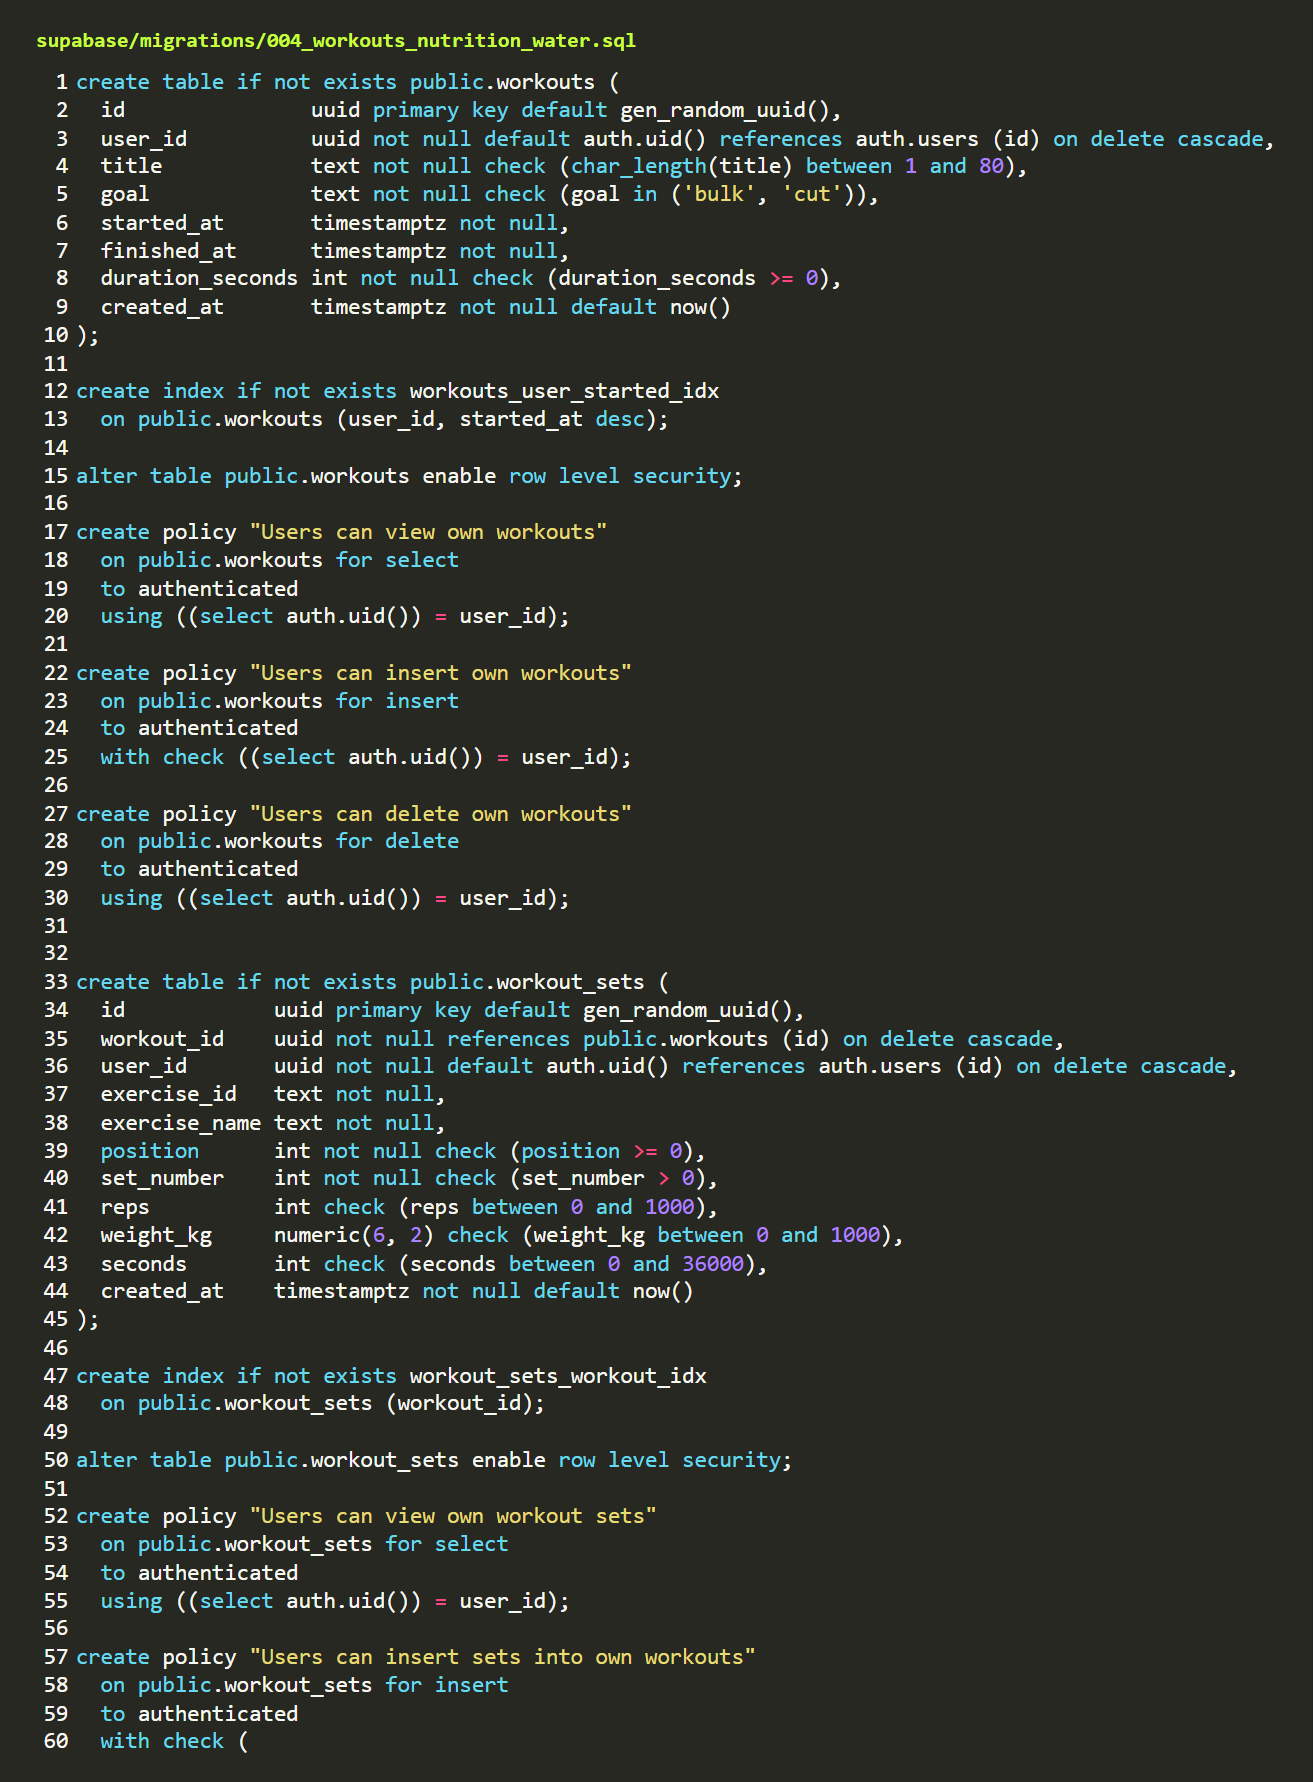 supabase/migrations/004_workouts_nutrition_water.sql
1 create table if not exists public.workouts (
2   id               uuid primary key default gen_random_uuid(),
3   user_id          uuid not null default auth.uid() references auth.users (id) on delete cascade,
4   title            text not null check (char_length(title) between 1 and 80),
5   goal             text not null check (goal in ('bulk', 'cut')),
6   started_at       timestamptz not null,
7   finished_at      timestamptz not null,
8   duration_seconds int not null check (duration_seconds >= 0),
9   created_at       timestamptz not null default now()
10 );
11
12 create index if not exists workouts_user_started_idx
13   on public.workouts (user_id, started_at desc);
14
15 alter table public.workouts enable row level security;
16
17 create policy "Users can view own workouts"
18   on public.workouts for select
19   to authenticated
20   using ((select auth.uid()) = user_id);
21
22 create policy "Users can insert own workouts"
23   on public.workouts for insert
24   to authenticated
25   with check ((select auth.uid()) = user_id);
26
27 create policy "Users can delete own workouts"
28   on public.workouts for delete
29   to authenticated
30   using ((select auth.uid()) = user_id);
31
32
33 create table if not exists public.workout_sets (
34   id            uuid primary key default gen_random_uuid(),
35   workout_id    uuid not null references public.workouts (id) on delete cascade,
36   user_id       uuid not null default auth.uid() references auth.users (id) on delete cascade,
37   exercise_id   text not null,
38   exercise_name text not null,
39   position      int not null check (position >= 0),
40   set_number    int not null check (set_number > 0),
41   reps          int check (reps between 0 and 1000),
42   weight_kg     numeric(6, 2) check (weight_kg between 0 and 1000),
43   seconds       int check (seconds between 0 and 36000),
44   created_at    timestamptz not null default now()
45 );
46
47 create index if not exists workout_sets_workout_idx
48   on public.workout_sets (workout_id);
49
50 alter table public.workout_sets enable row level security;
51
52 create policy "Users can view own workout sets"
53   on public.workout_sets for select
54   to authenticated
55   using ((select auth.uid()) = user_id);
56
57 create policy "Users can insert sets into own workouts"
58   on public.workout_sets for insert
59   to authenticated
60   with check (